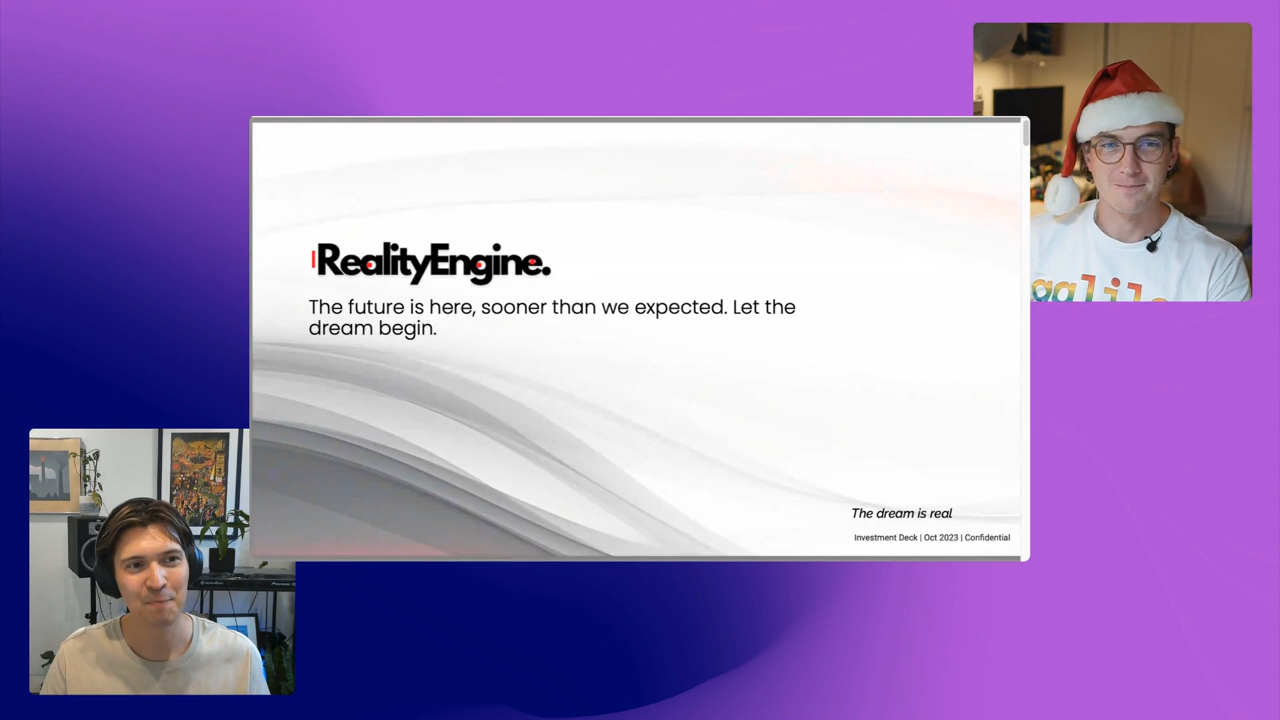 RealityEngine.
The future is here, sooner than we expected. Let the
dream begin.
The dream is real
Investment Deck | Oct 2023 | Confidential
galile